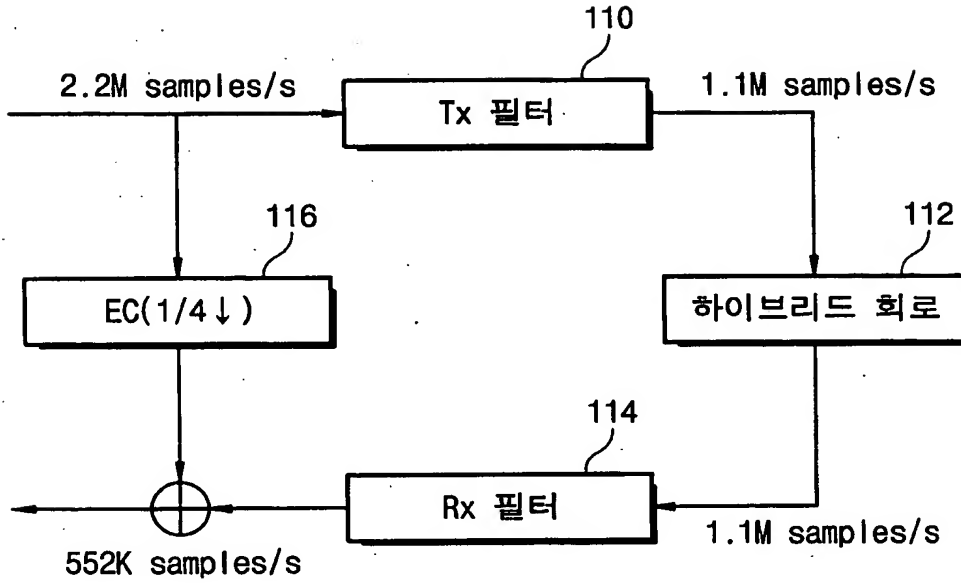 110
2.2M samples/s
1.1M samples/s
Tx 필터
116
112
EC(1/4↓)
하이브리드 회로
114
Rx 필터
1.1M samples/s
552K samples/s